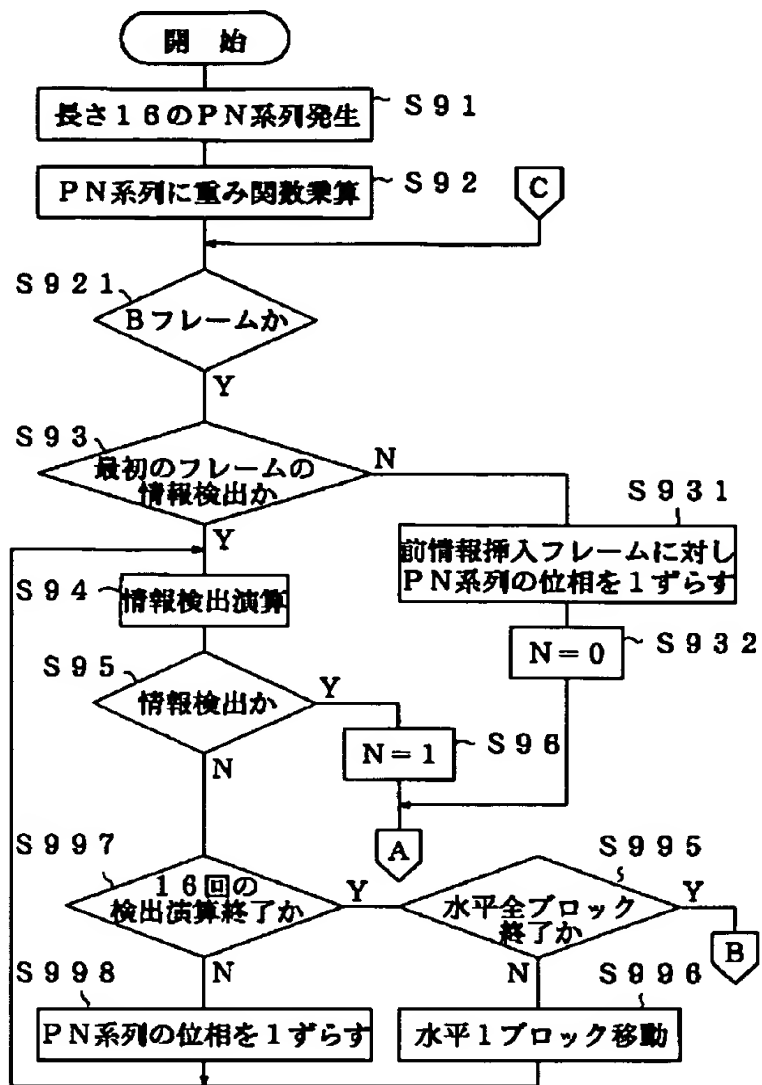 開 始
長さ１６のＰＮ系列発生
Ｓ９１
ＰＮ系列に重み関数乗算
Ｓ９２
C
Ｓ９２１
Ｂフレームか
Y
Ｓ９３
最初のフレームの
情報検出か
N
Y
Ｓ９３１
前情報挿入フレームに対し
ＰＮ系列の位相を１ずらす
Ｓ９４
情報検出演算
Ｓ９３２
N＝0
Ｓ９５
情報検出か
Y
N
N＝1
Ｓ９６
A
Ｓ９９７
１６回の
検出演算終了か
Y
N
Ｓ９９５
水平全ブロック
終了か
Y
N
B
Ｓ９９８
ＰＮ系列の位相を１ずらす
Ｓ９９６
水平１ブロック移動